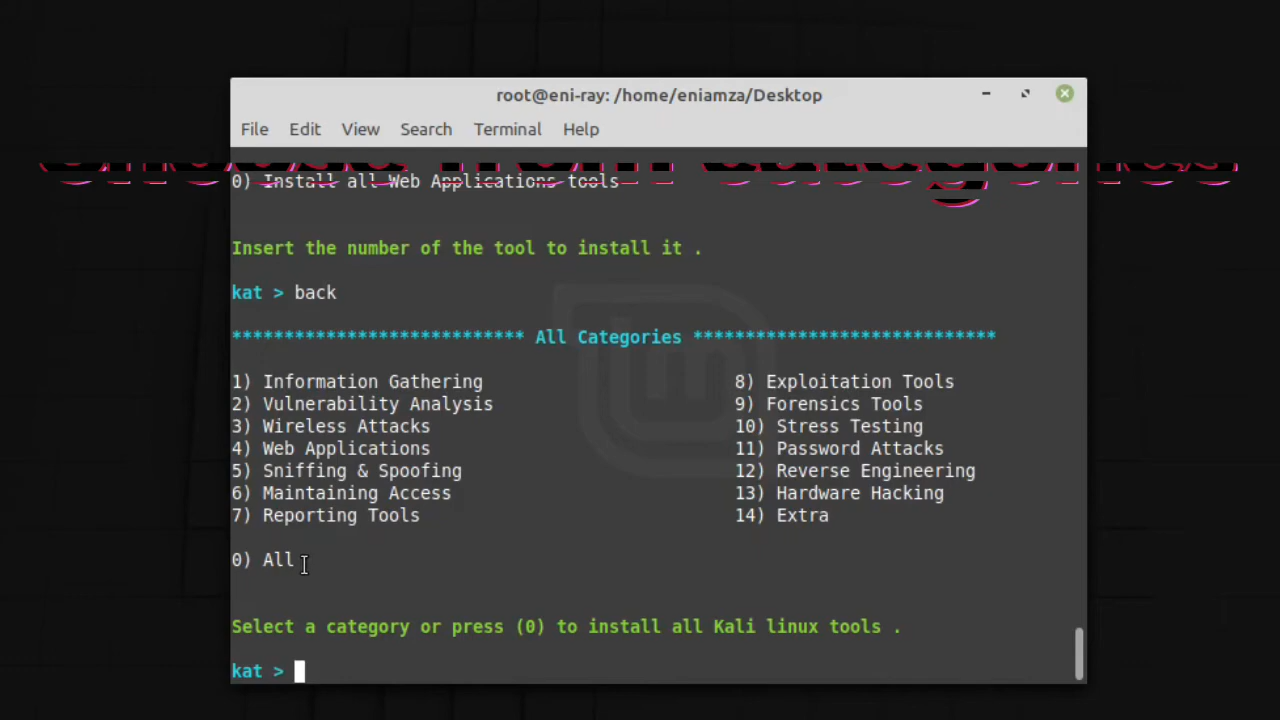 root@eni-ray: /home/eniamza/Desktop
File Edit View Search Terminal Help
0) Install all Web Applications tools
Insert the number of the tool to install it .
kat > back
**************************** All Categories *****************************
1) Information Gathering 8) Exploitation Tools
2) Vulnerability Analysis 9) Forensics Tools
3) Wireless Attacks 10) Stress Testing
4) Web Applications 11) Password Attacks
5) Sniffing & Spoofing 12) Reverse Engineering
6) Maintaining Access 13) Hardware Hacking
7) Reporting Tools 14) Extra
0) All
Select a category or press (0) to install all Kali linux tools .
kat >